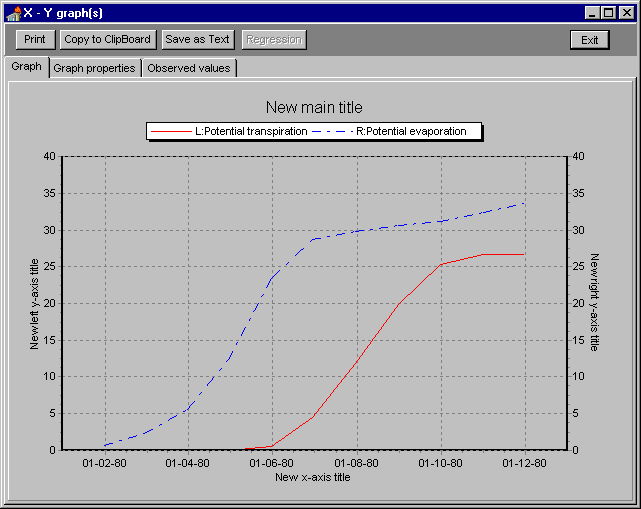 X - Y graph(s)
Print Copy to ClipBoard Save as Text Regression Exit
Graph Graph properties Observed values
New main title
L:Potential transpiration R:Potential evaporation
40 40
35 35
30 30
25 25
20 20
15 15
10 10
5 5
0 0
New left y-axis title
New right y-axis title
01-02-80 01-04-80 01-06-80 01-08-80 01-10-80 01-12-80
New x-axis title